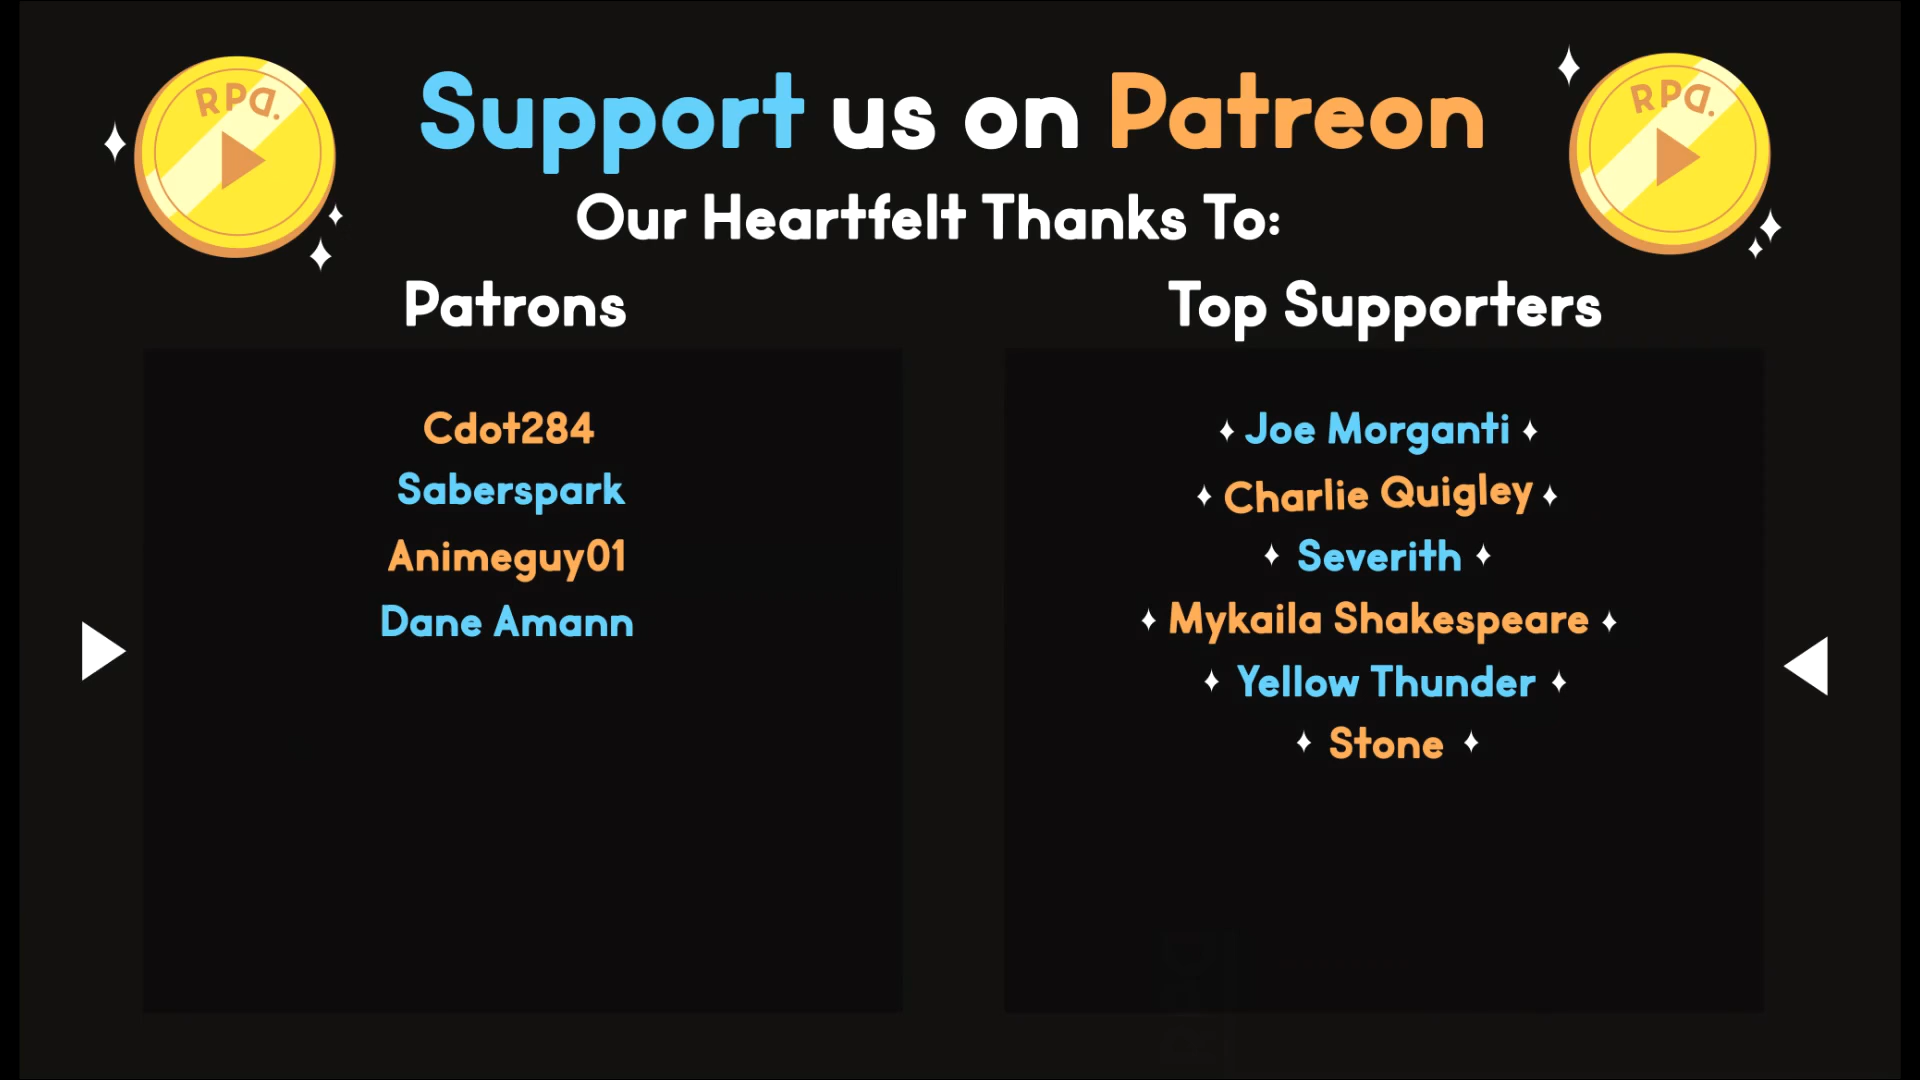 RPG.
Support us on Patreon
RPG.
Our Heartfelt Thanks To:
Patrons
Cdot284
Saberspark
Animeguy01
Dane Amann
Top Supporters
Joe Morganti
Charlie Quigley
Severith
Mykaila Shakespeare
Yellow Thunder
Stone